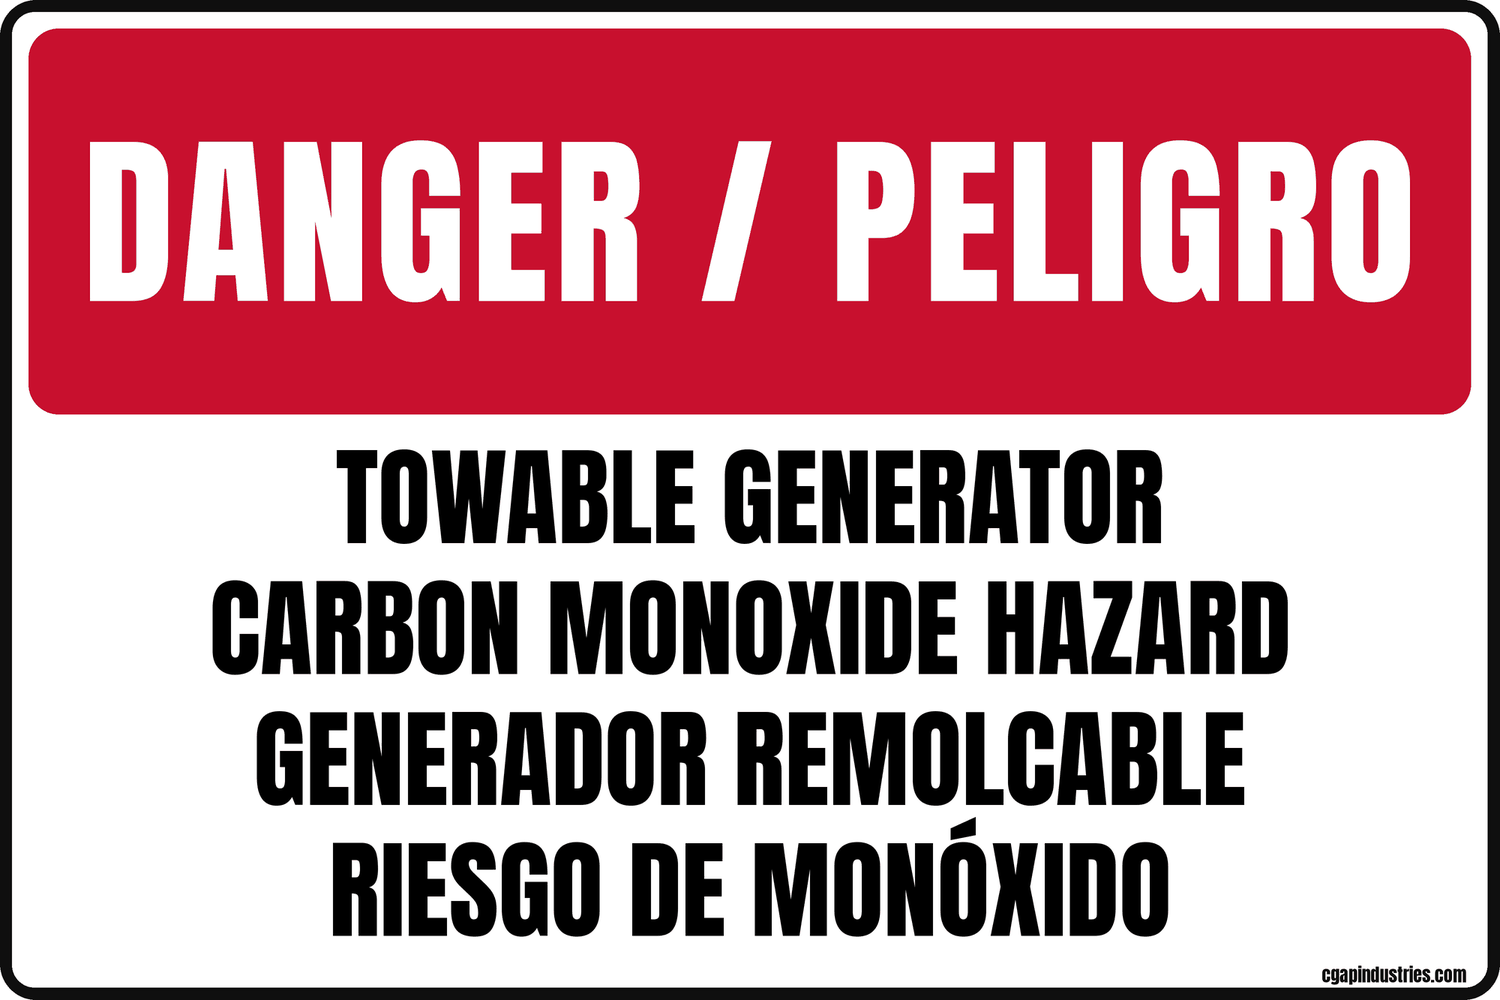 DANGER / PELIGRO
TOWABLE GENERATOR
CARBON MONOXIDE HAZARD
GENERADOR REMOLCABLE
RIESGO DE MONÓXIDO
cgapindustries.com